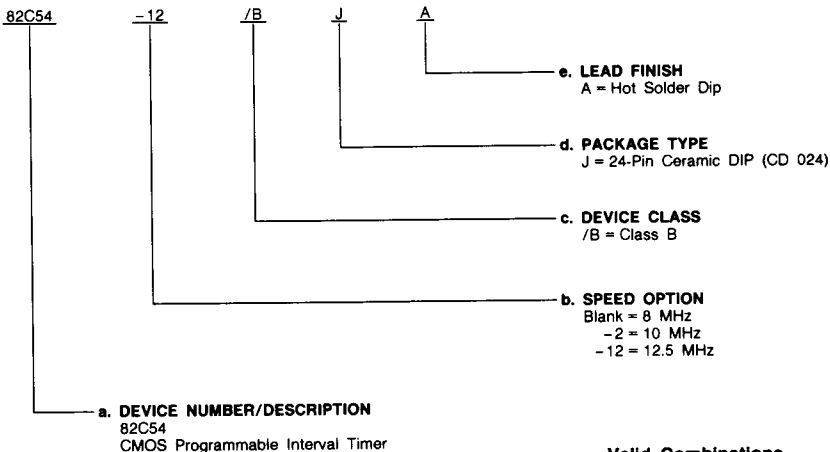 82C54 -12 /B J A
e. LEAD FINISH
A = Hot Solder Dip
d. PACKAGE TYPE
J = 24-Pin Ceramic DIP (CD 024)
c. DEVICE CLASS
/B = Class B
b. SPEED OPTION
Blank = 8 MHz
-2 = 10 MHz
-12 = 12.5 MHz
a. DEVICE NUMBER/DESCRIPTION
82C54
CMOS Programmable Interval Timer
Valid Combinations